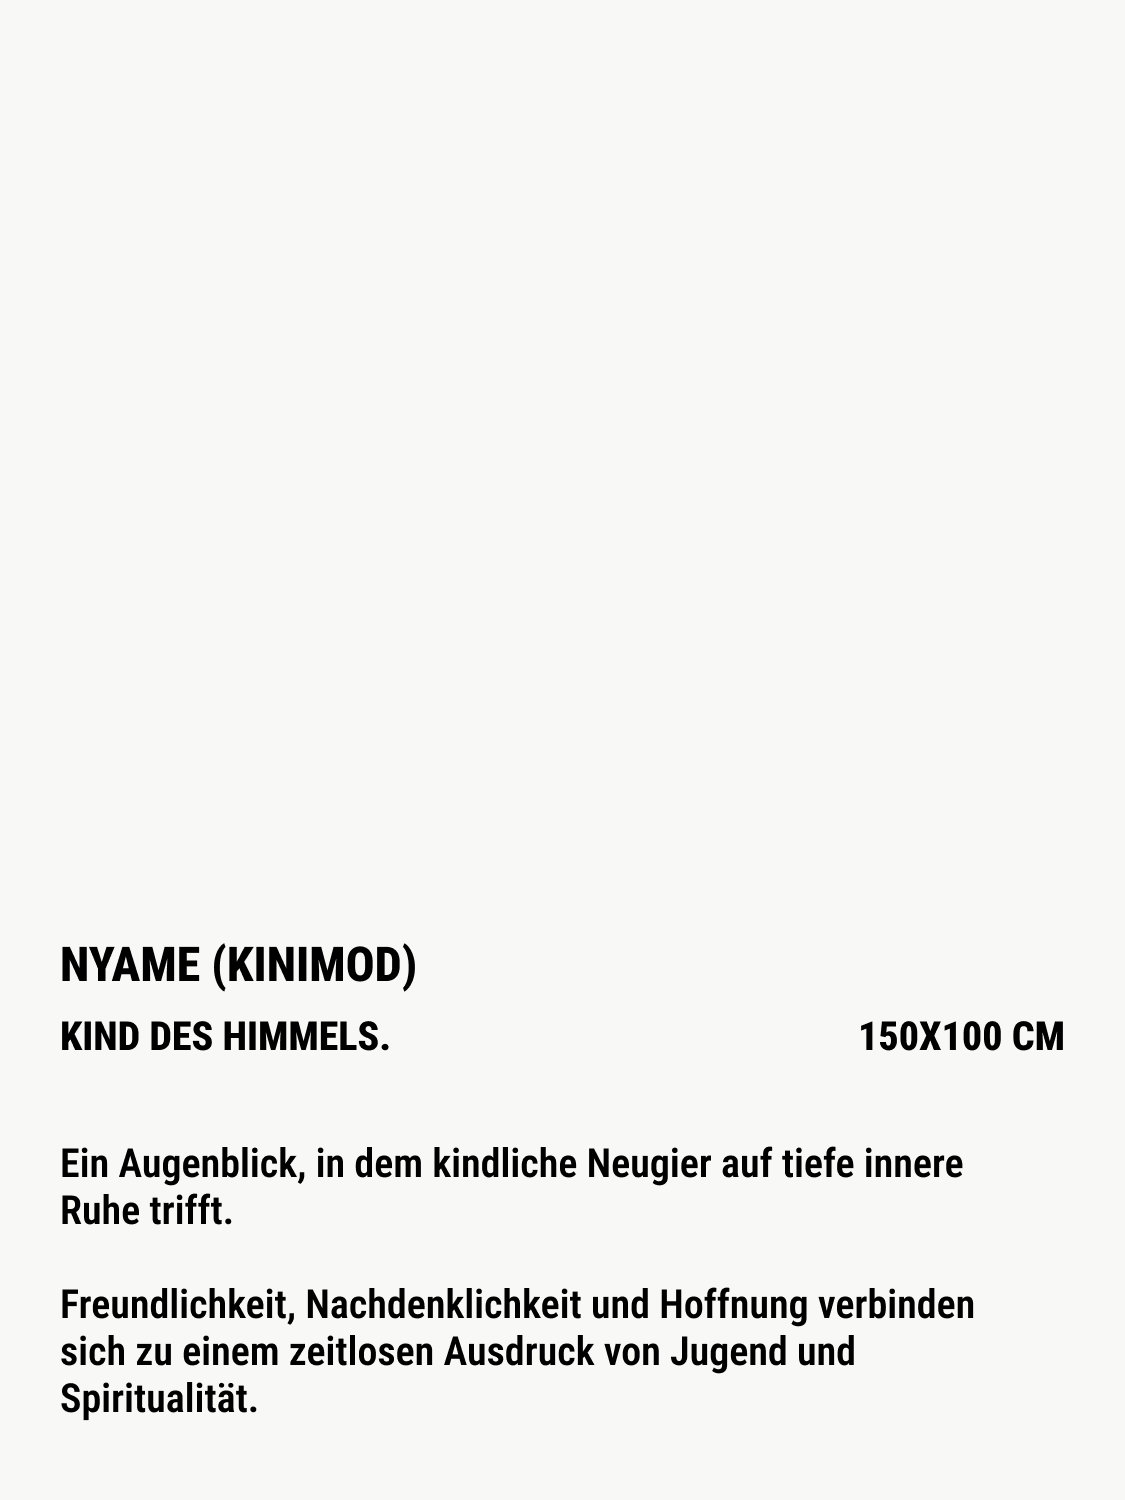 NYAME (KINIMOD)
KIND DES HIMMELS. 150X100 CM
Ein Augenblick, in dem kindliche Neugier auf tiefe innere
Ruhe trifft.
Freundlichkeit, Nachdenklichkeit und Hoffnung verbinden
sich zu einem zeitlosen Ausdruck von Jugend und
Spiritualität.